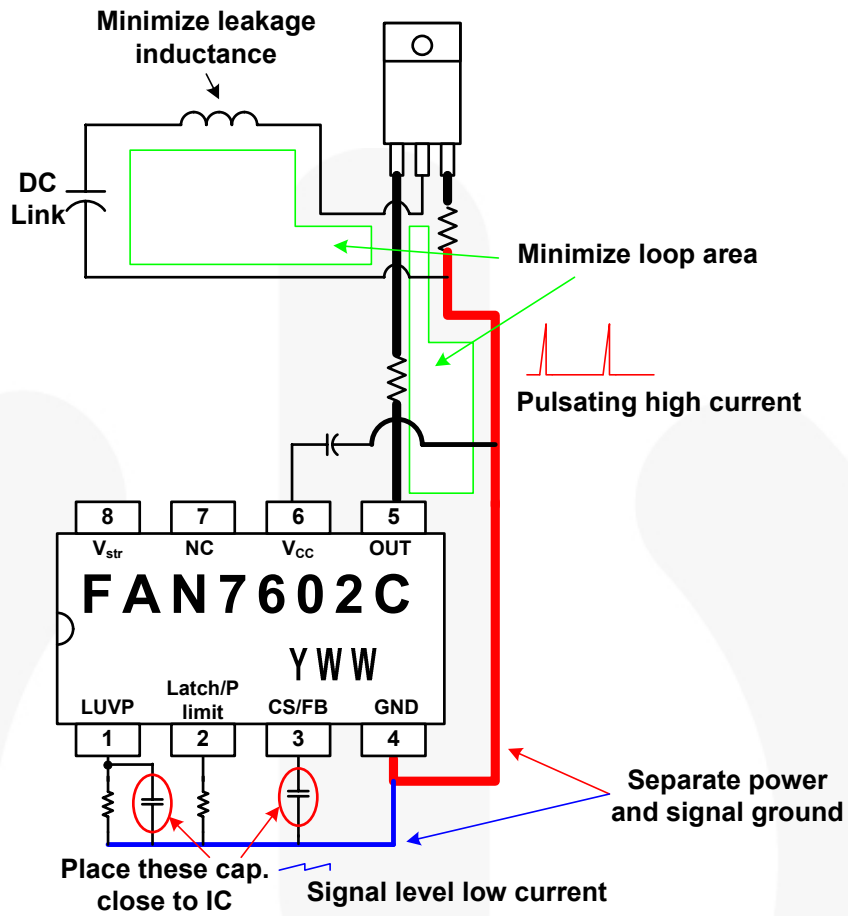 Minimize leakage
inductance
DC
Link
Minimize loop area
Pulsating high current
8
7
6
5
Vstr
NC
VCC
OUT
FAN7602C
YWW
LUVP
Latch/P
limit
CS/FB
GND
1
2
3
4
Separate power
and signal ground
Place these cap.
close to IC
Signal level low current